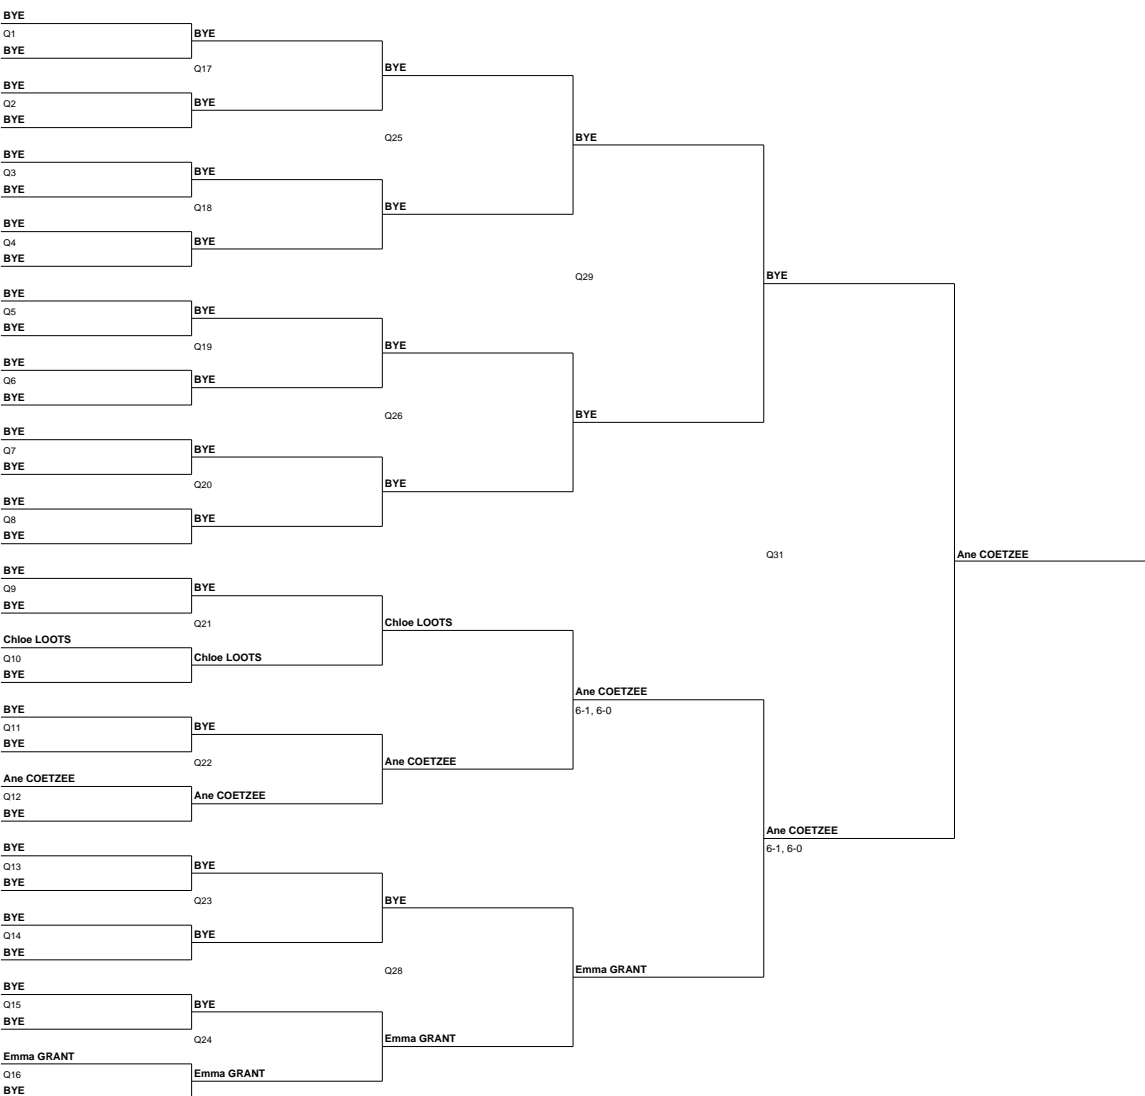 BYE
Q1
BYE
BYE
Q17
BYE
BYE
Q2
BYE
BYE
Q25
BYE
BYE
Q3
BYE
BYE
Q18
BYE
BYE
Q4
BYE
BYE
Q29
BYE
BYE
Q5
BYE
BYE
Q19
BYE
BYE
Q6
BYE
BYE
Q26
BYE
BYE
Q7
BYE
BYE
Q20
BYE
BYE
Q8
BYE
BYE
Q31
Ane COETZEE
BYE
Q9
BYE
BYE
Q21
Chloe LOOTS
Chloe LOOTS
Q10
BYE
Chloe LOOTS
Ane COETZEE
6-1, 6-0
BYE
Q11
BYE
BYE
Q22
Ane COETZEE
Ane COETZEE
Q12
BYE
Ane COETZEE
Ane COETZEE
6-1, 6-0
BYE
Q13
BYE
BYE
Q23
BYE
BYE
Q14
BYE
BYE
Q28
Emma GRANT
BYE
Q15
BYE
BYE
Q24
Emma GRANT
Emma GRANT
Q16
BYE
Emma GRANT